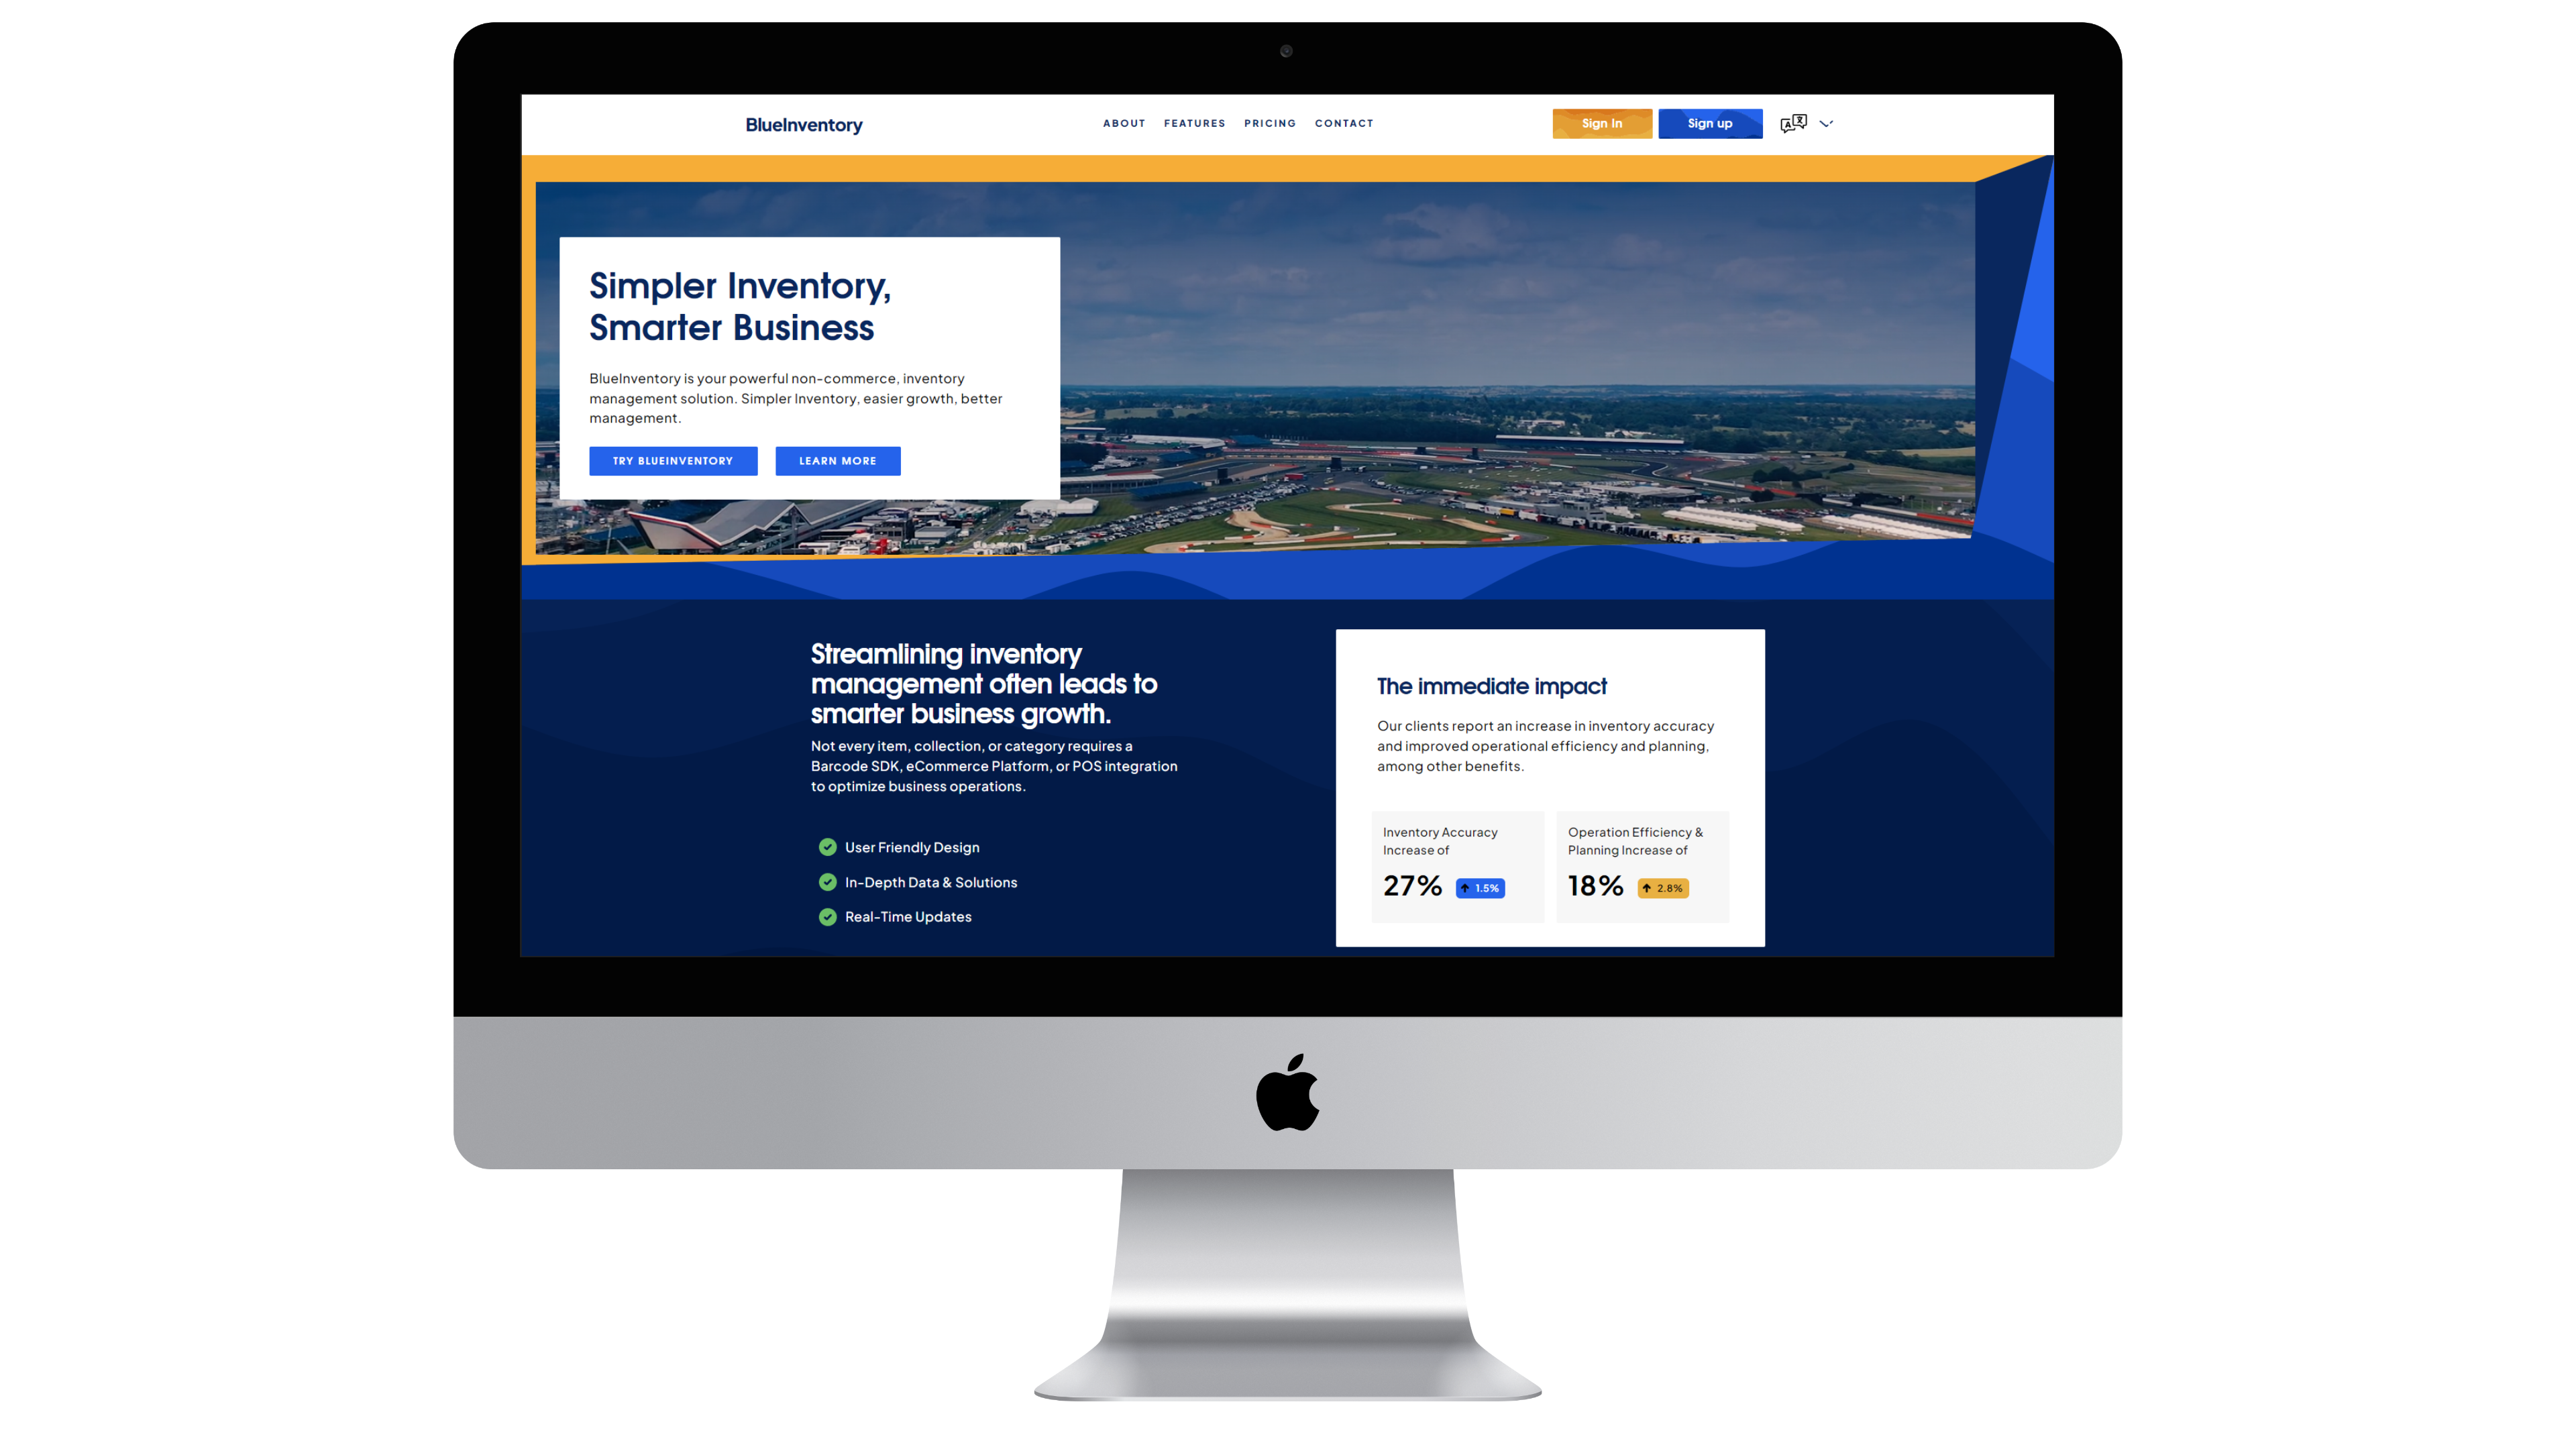 BlueInventory
ABOUT FEATURES PRICING CONTACT
Sign In
Sign up
Simpler Inventory,
Smarter Business
BlueInventory is your powerful non-commerce, inventory
management solution. Simpler Inventory, easier growth, better
management.
TRY BLUEINVENTORY
LEARN MORE
Streamlining inventory
management often leads to
smarter business growth.
Not every item, collection, or category requires a
Barcode SDK, eCommerce Platform, or POS integration
to optimize business operations.
User Friendly Design
In-Depth Data & Solutions
Real-Time Updates
The immediate impact
Our clients report an increase in inventory accuracy
and improved operational efficiency and planning,
among other benefits.
Inventory Accuracy
Increase of
27% 1.5%
Operation Efficiency &
Planning Increase of
18% 2.8%